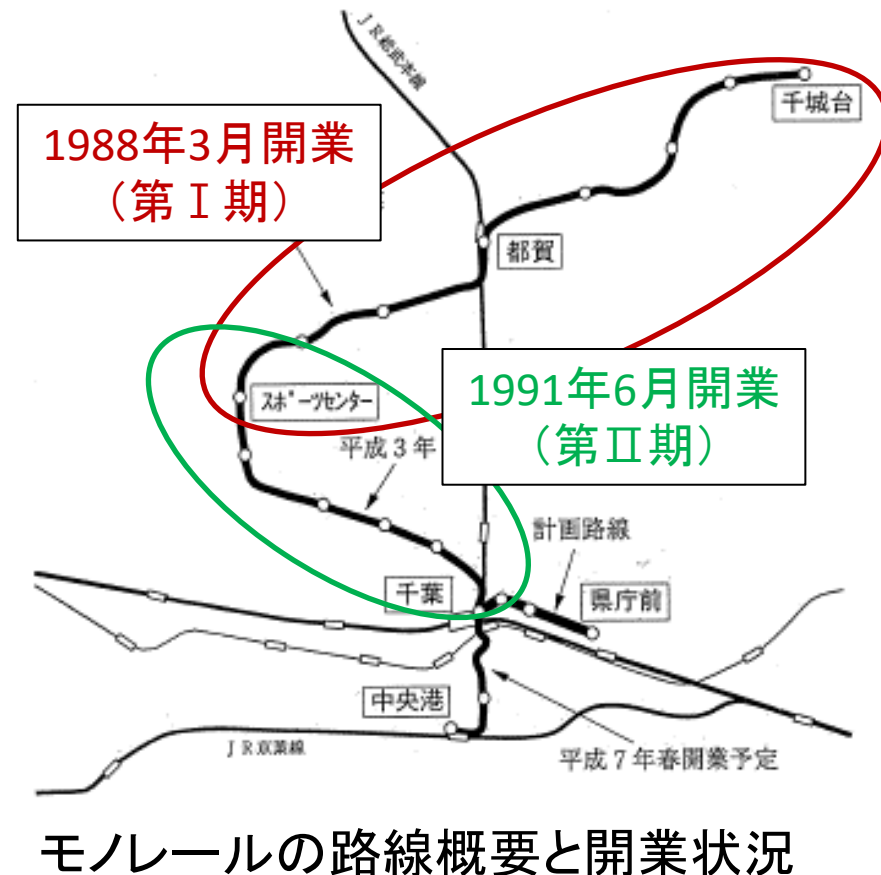 JR総武本線
千城台
1988年3月開業
（第Ⅰ期）
都賀
スポーツセンター
1991年6月開業
（第Ⅱ期）
平成3年
計画路線
千葉
県庁前
中央港
JR京葉線
平成7年春開業予定
モノレールの路線概要と開業状況